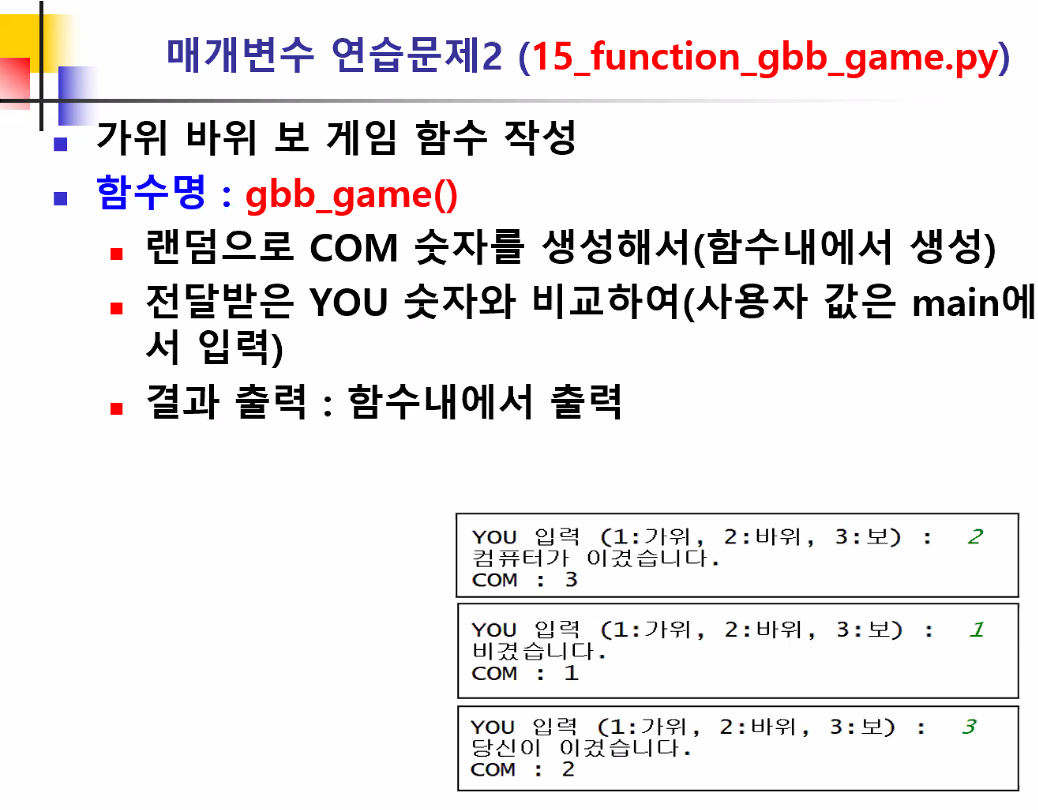 매개변수 연습문제2 (15_function_gbb_game.py)
가위 바위 보 게임 함수 작성
함수명 : gbb_game()
랜덤으로 COM 숫자를 생성해서(함수내에서 생성)
전달받은 YOU 숫자와 비교하여(사용자 값은 main에
서 입력)
결과 출력 : 함수내에서 출력
YOU 입력 (1:가위, 2:바위, 3:보) : 2
컴퓨터가 이겼습니다.
COM : 3
YOU 입력 (1:가위, 2:바위, 3:보) : 1
비겼습니다.
COM : 1
YOU 입력 (1:가위, 2:바위, 3:보) : 3
당신이 이겼습니다.
COM : 2